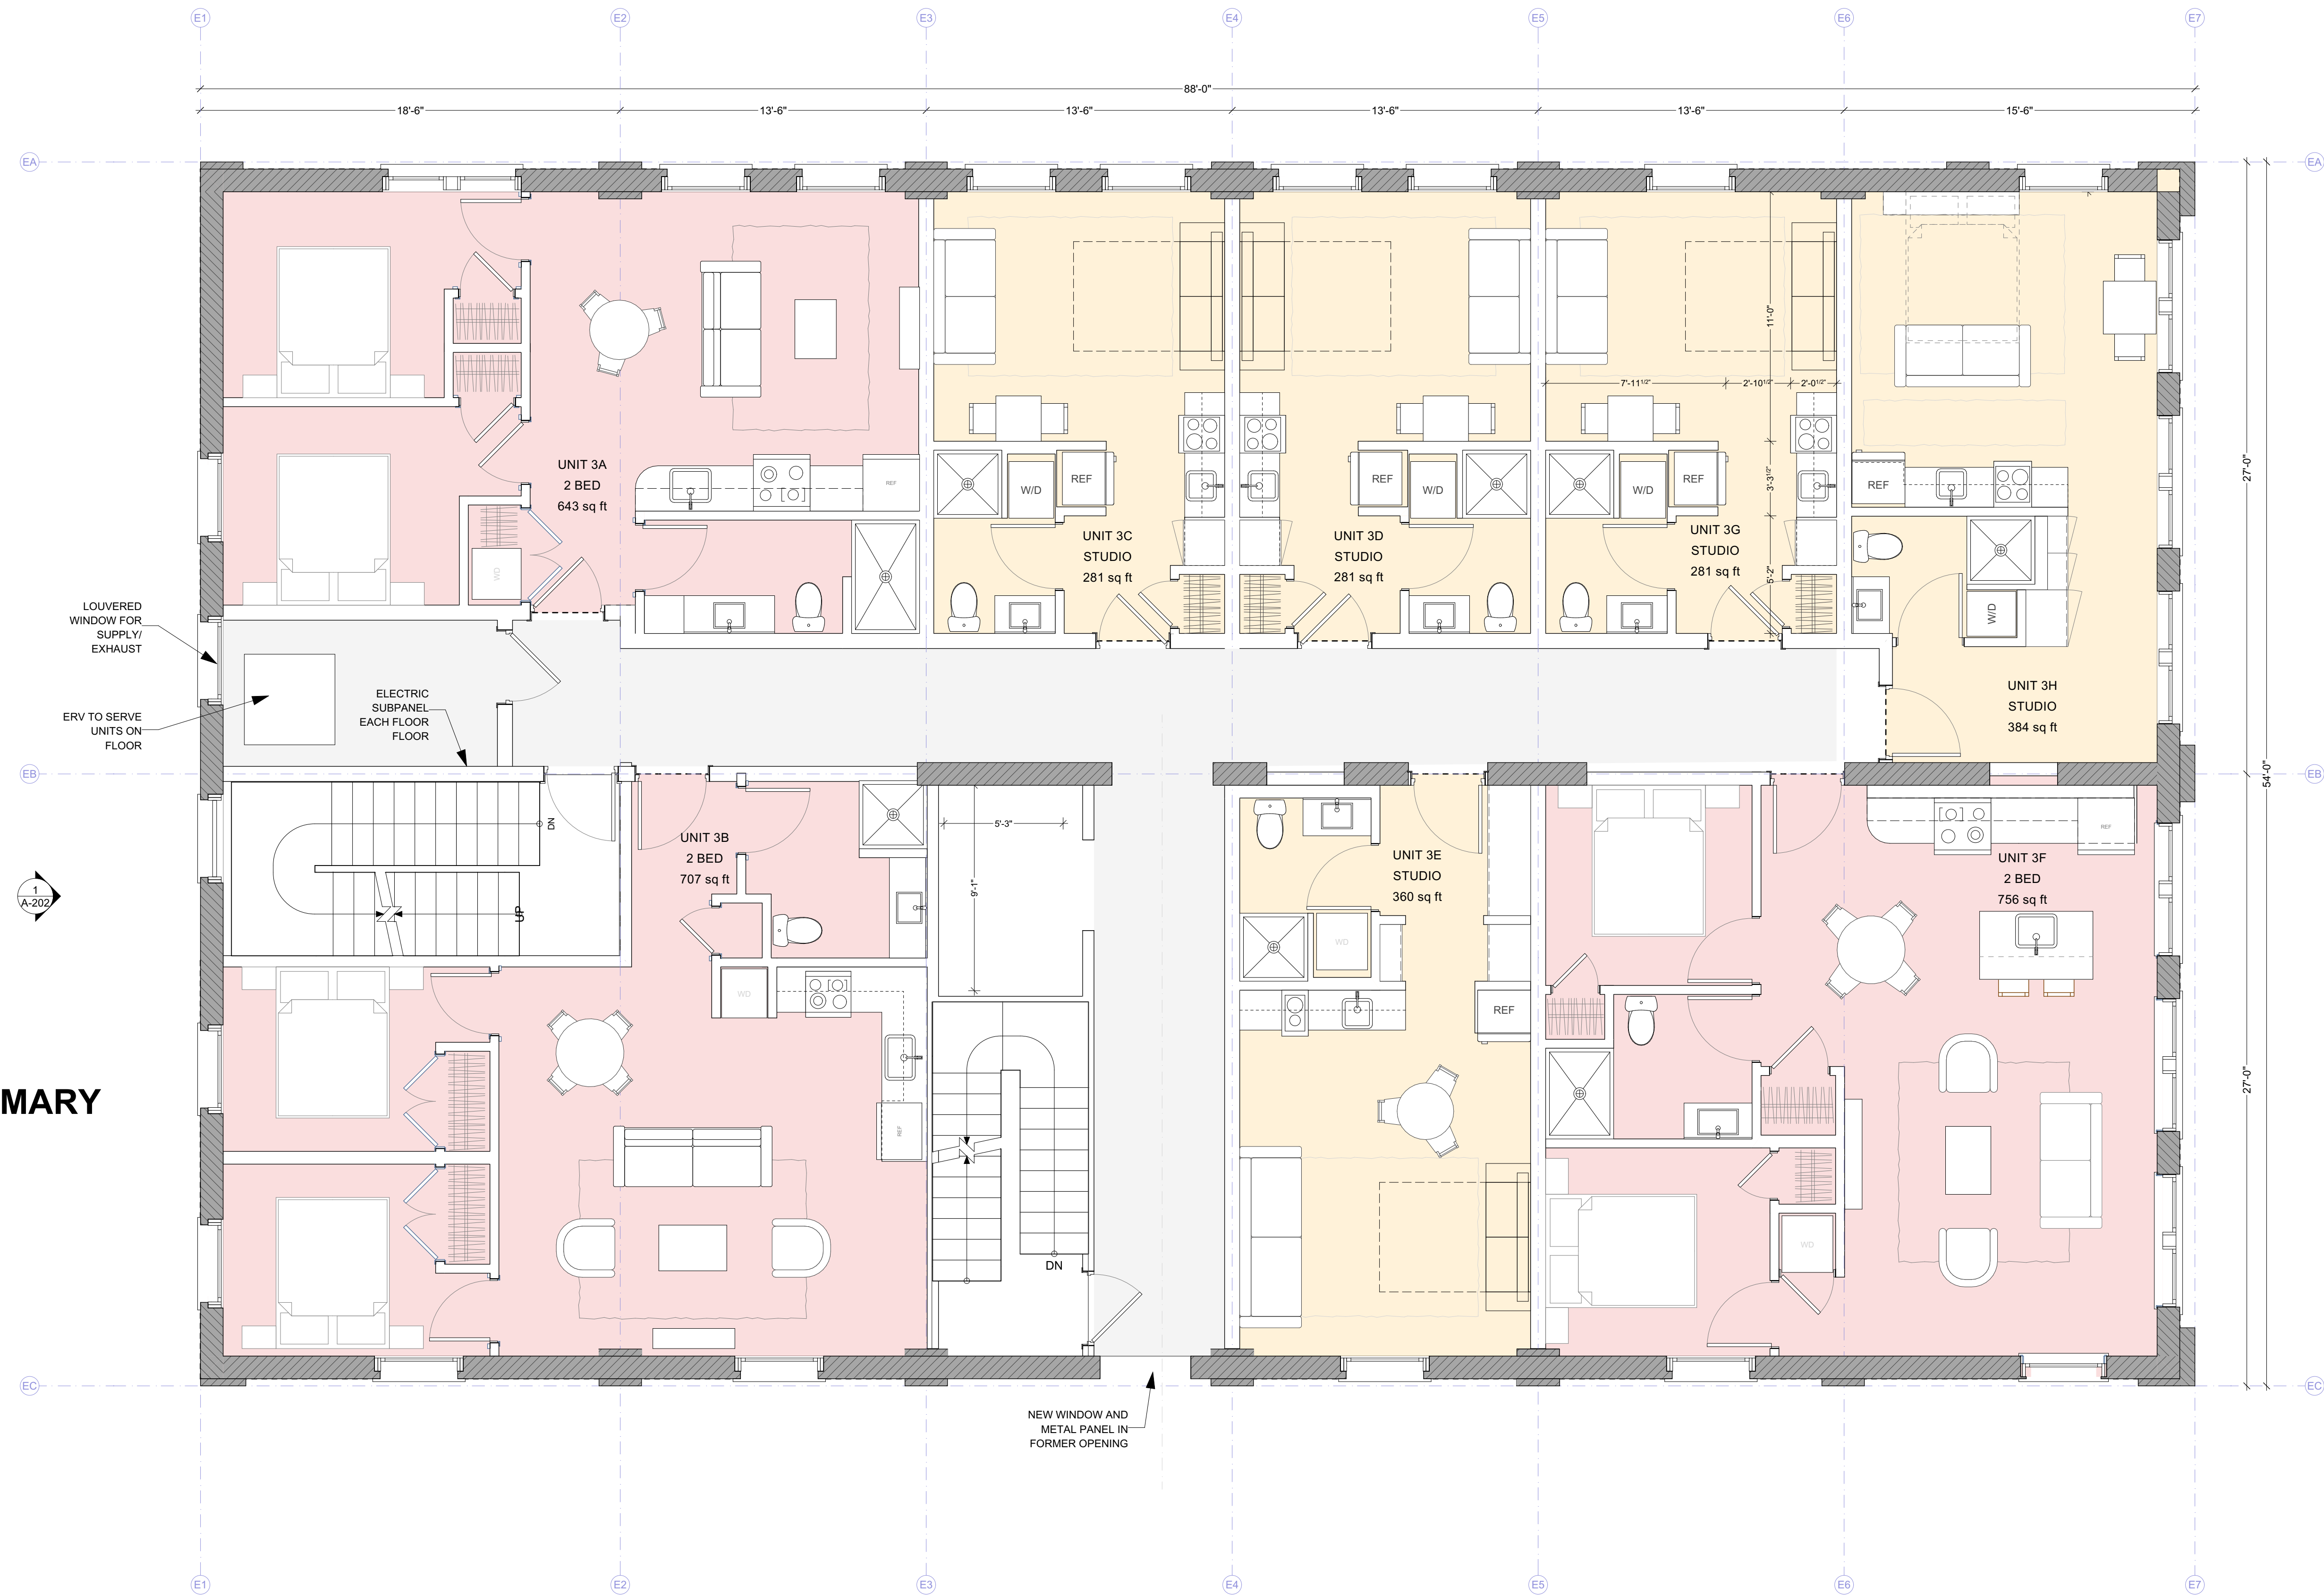 E1
E2
E3
E4
E5
E6
E7
88'-0"
18'-6"
13'-6"
13'-6"
13'-6"
13'-6"
15'-6"
EA
EA
UNIT 3A
2 BED
643 sq ft
REF
WD
W/D
REF
UNIT 3C
STUDIO
281 sq ft
REF
W/D
UNIT 3D
STUDIO
281 sq ft
11'-0"
7'-11 1/2"
2'-10 1/2"
2'-0 1/2"
W/D
REF
3'-3 1/2"
UNIT 3G
STUDIO
281 sq ft
5'-2"
REF
W/D
UNIT 3H
STUDIO
384 sq ft
27'-0"
54'-0"
27'-0"
LOUVERED
WINDOW FOR
SUPPLY/
EXHAUST
ERV TO SERVE
UNITS ON
FLOOR
ELECTRIC
SUBPANEL
EACH FLOOR
FLOOR
EB
EB
DN
UP
1
A-202
UNIT 3B
2 BED
707 sq ft
WD
REF
5'-3"
9'-1"
DN
UNIT 3E
STUDIO
360 sq ft
WD
REF
UNIT 3F
2 BED
756 sq ft
REF
WD
MARY
EC
EC
NEW WINDOW AND
METAL PANEL IN
FORMER OPENING
E1
E2
E3
E4
E5
E6
E7